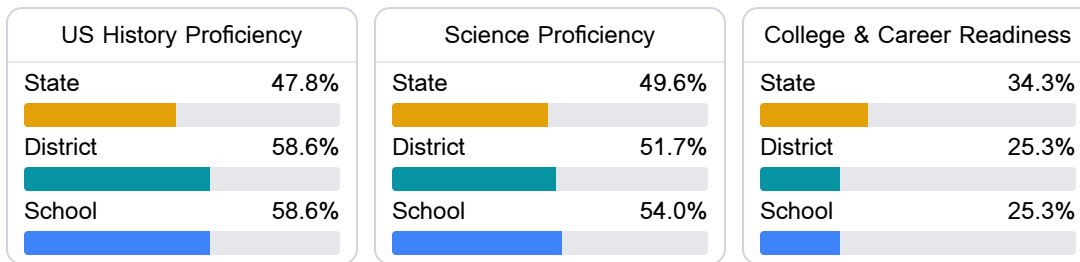 US History Proficiency
State 47.8%
District 58.6%
School 58.6%
Science Proficiency
State 49.6%
District 51.7%
School 54.0%
College & Career Readiness
State 34.3%
District 25.3%
School 25.3%